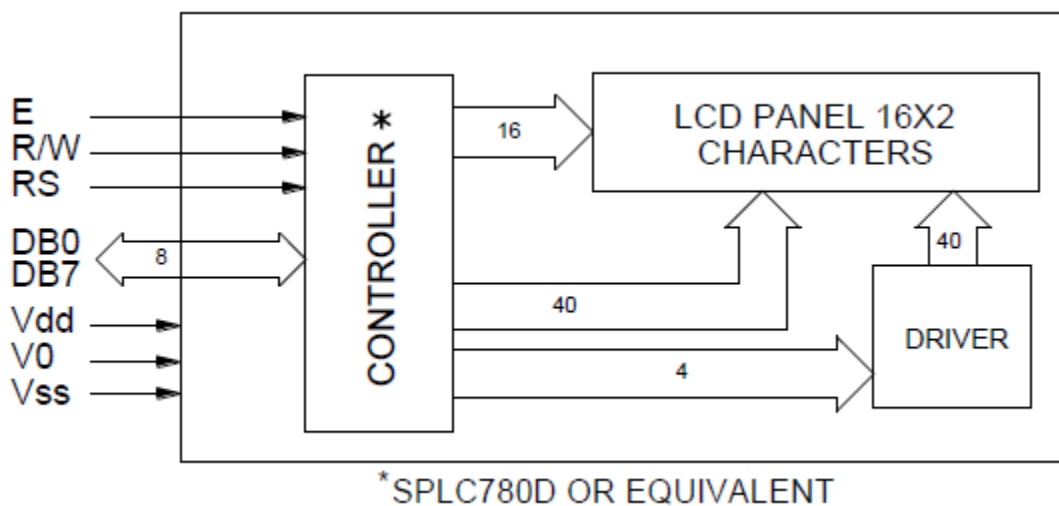 E
R/W
RS
DB0
DB7
8
Vdd
V0
Vss
CONTROLLER *
16
LCD PANEL 16X2
CHARACTERS
40
40
4
DRIVER
*SPLC780D OR EQUIVALENT